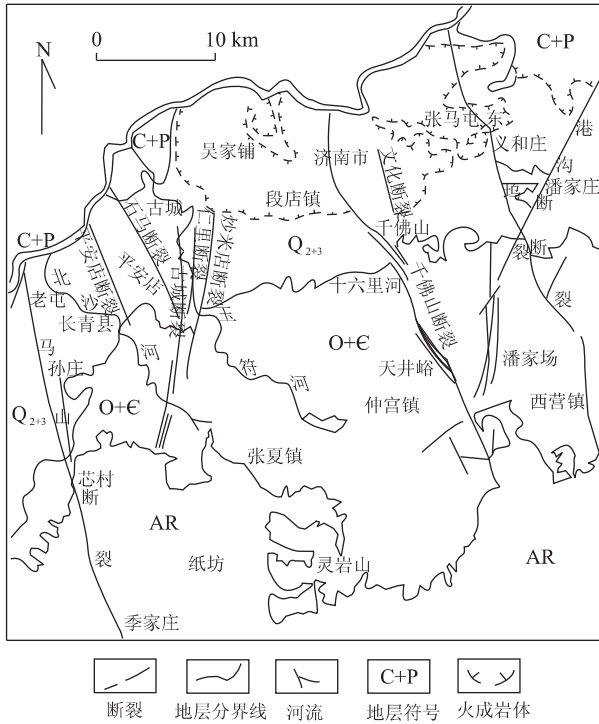 0 10 km
N
C+P
C+P
吴家铺
济南市
张马屯
东
港
义和庄
沟
文化断裂
坞
断
潘家庄
段店镇
古城
千佛山
石马断裂
仁里断裂
炒米店断裂
Q2+3
C+P
平安店断裂
平安店
古城断裂
裂
断
北
沙
河
老屯
长青县
玉
符
河
十六里河
千佛山断裂
裂
马
山
断
裂
孙庄
O+Є
天井峪
潘家场
Q2+3
O+Є
仲宫镇
西营镇
张夏镇
芯村
AR
纸坊
灵岩山
AR
季家庄
C+P
断裂 地层分界线 河流 地层符号 火成岩体